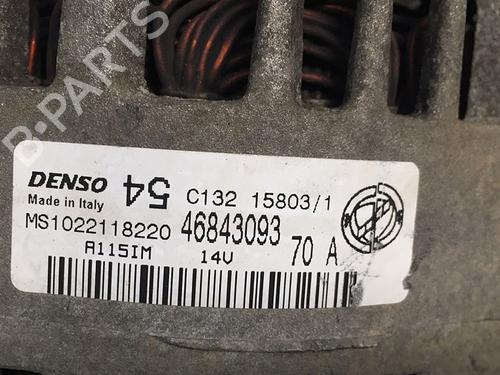 B-PARTS
DENSO 54 C132 15803/1
Made in Italy
MS1022118220 46843093 70 A
A115IM 14V